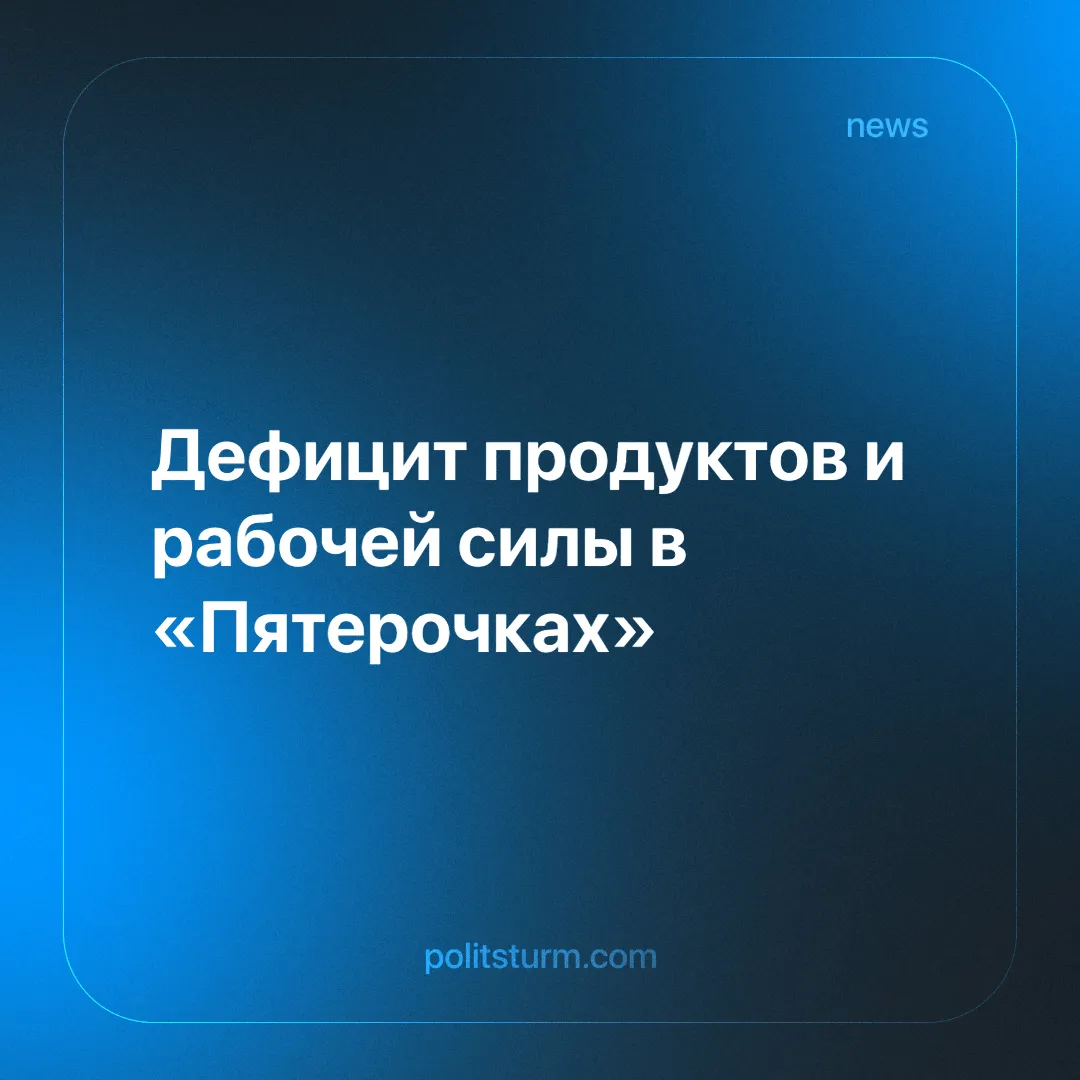 news
Дефицит продуктов и
рабочей силы в
«Пятерочках»
politsturm.com